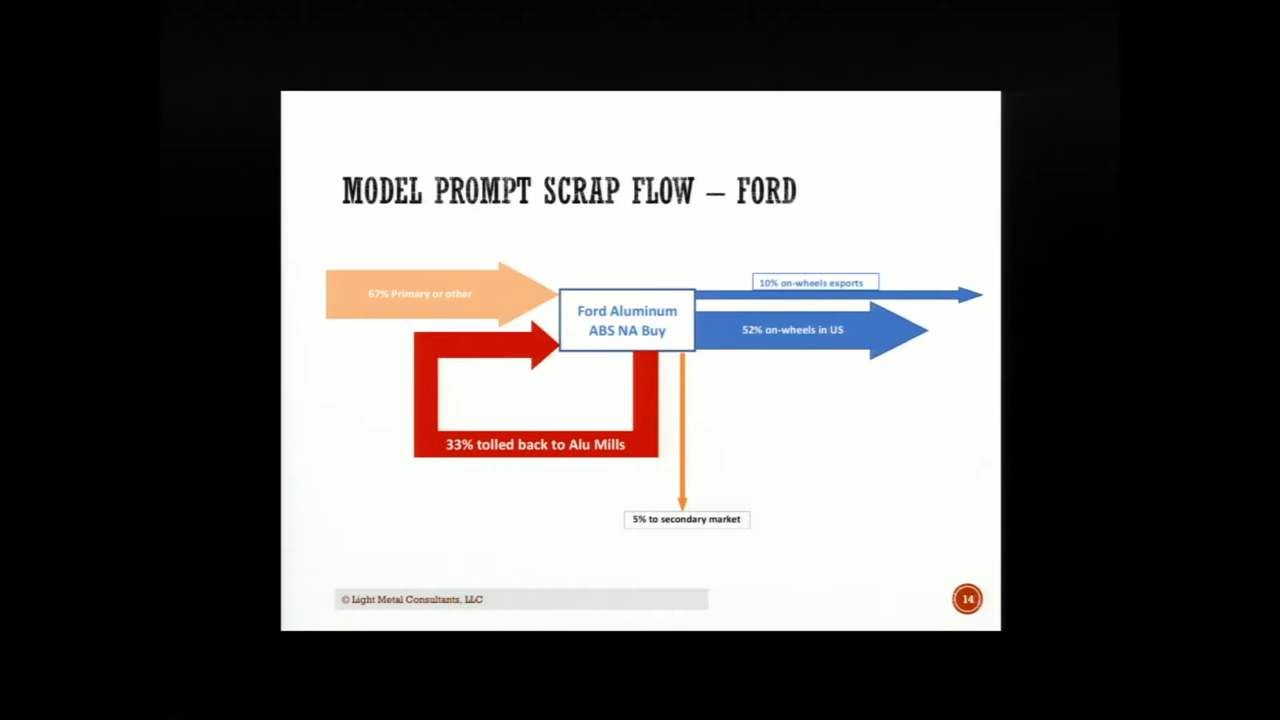 MODEL PROMPT SCRAP FLOW – FORD
67% Primary or other
10% on-wheels exports
Ford Aluminum
ABS NA Buy
52% on-wheels in US
33% tolled back to Alu Mills
5% to secondary market
© Light Metal Consultants, LLC
14